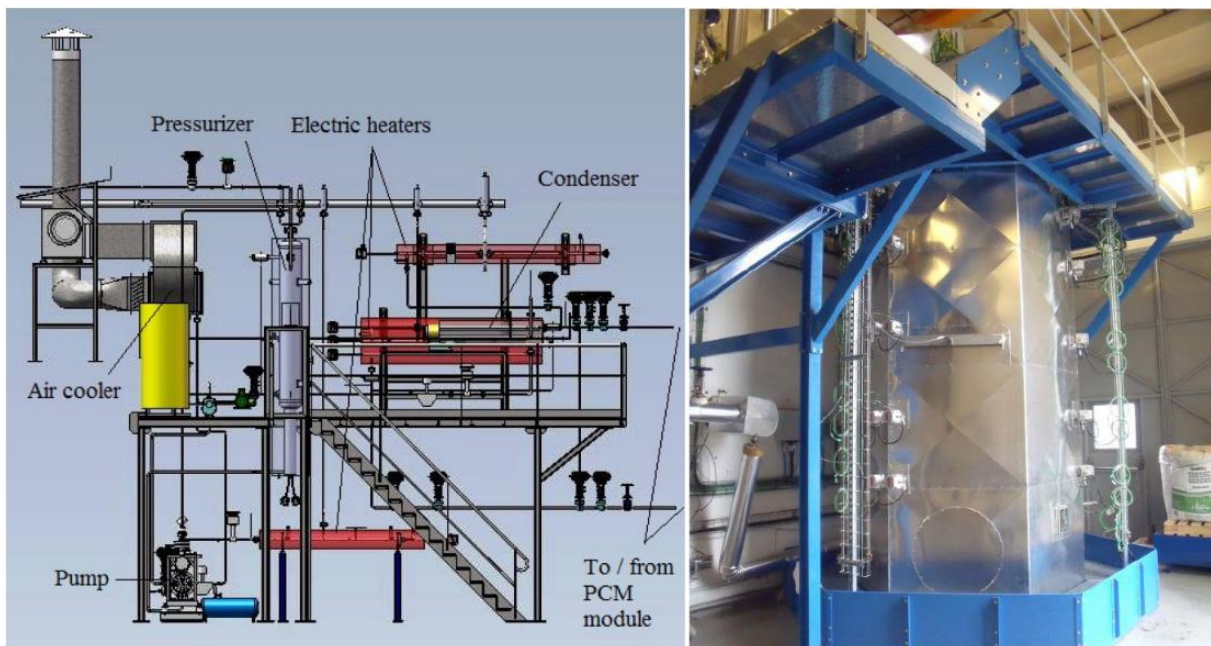 Pressurizer
Electric heaters
Condenser
Air cooler
Pump
To / from
PCM
module